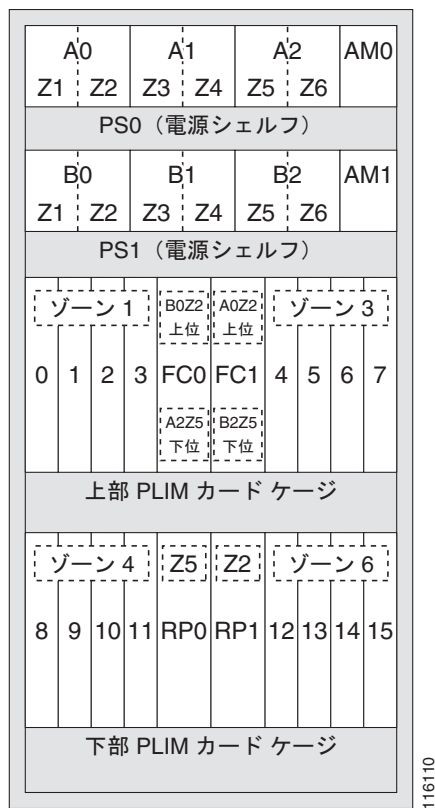 A0 A1 A2 AM0
Z1 Z2 Z3 Z4 Z5 Z6
PS0（電源シェルフ）
B0 B1 B2 AM1
Z1 Z2 Z3 Z4 Z5 Z6
PS1（電源シェルフ）
ゾーン 1 B0Z2 A0Z2 ゾーン 3
上位 上位
0 1 2 3 FC0 FC1 4 5 6 7
A2Z5 B2Z5
下位 下位
上部 PLIM カード ケージ
ゾーン 4 Z5 Z2 ゾーン 6
8 9 10 11 RP0 RP1 12 13 14 15
下部 PLIM カード ケージ
116110